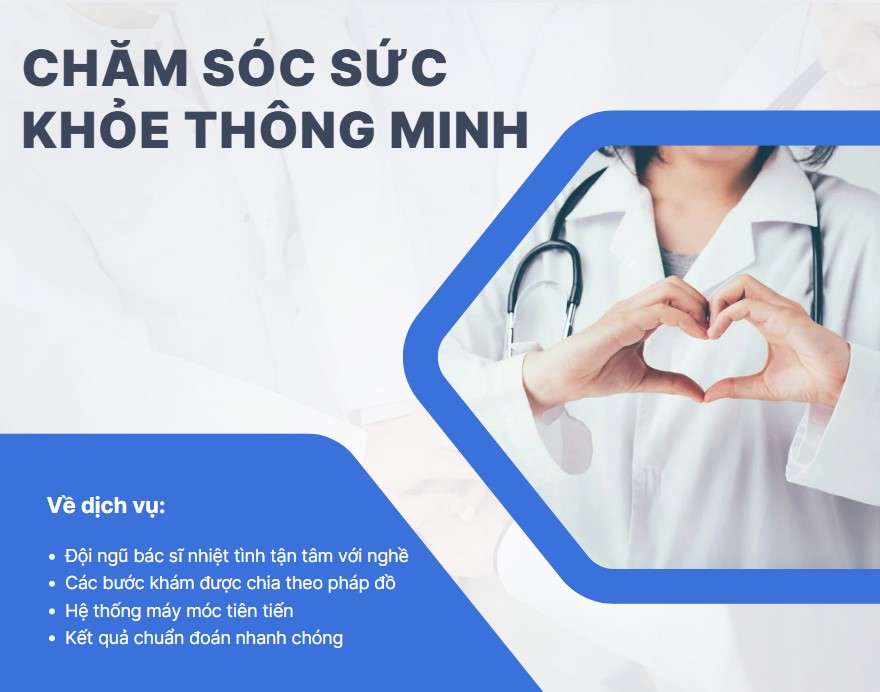 CHĂM SÓC SỨC
KHỎE THÔNG MINH
Về dịch vụ:
• Đội ngũ bác sĩ nhiệt tình tận tâm với nghề
• Các bước khám được chia theo pháp đồ
• Hệ thống máy móc tiên tiến
• Kết quả chuẩn đoán nhanh chóng